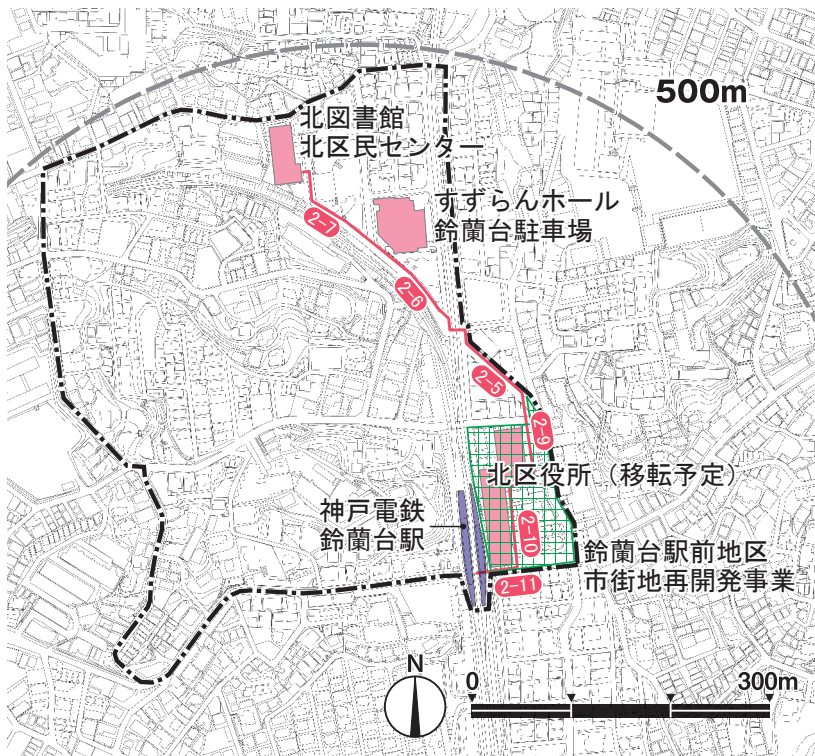 500m
北図書館
北区民センター
すずらんホール
鈴蘭台駐車場
2-7
2-6
2-5
2-9
北区役所（移転予定）
神戸電鉄
鈴蘭台駅
2-10
鈴蘭台駅前地区
市街地再開発事業
2-11
N
0
300m